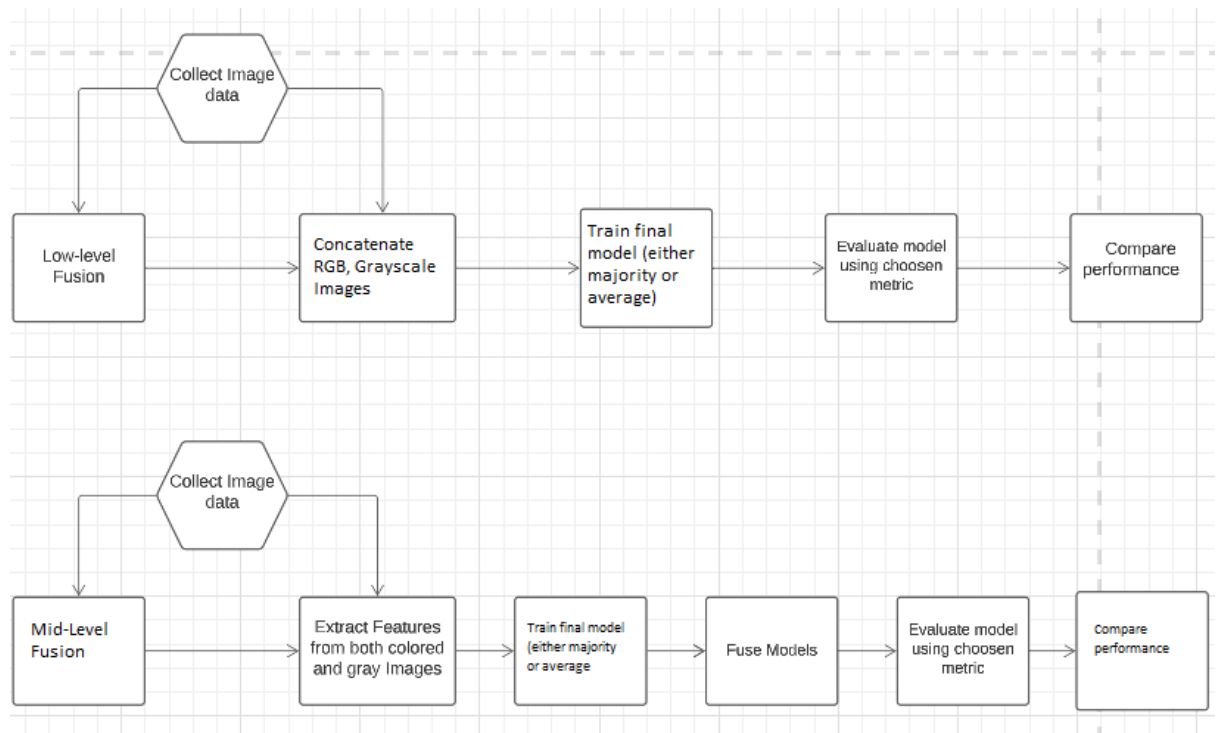 Collect Image
data
Low-level
Fusion
Concatenate
RGB, Grayscale
Images
Train final
model (either
majority or
average)
Evaluate model
using choosen
metric
Compare
performance
Collect Image
data
Mid-Level
Fusion
Extract Features
from both colored
and gray Images
Train final model
(either majority
or average
Fuse Models
Evaluate model
using choosen
metric
Compare
performance